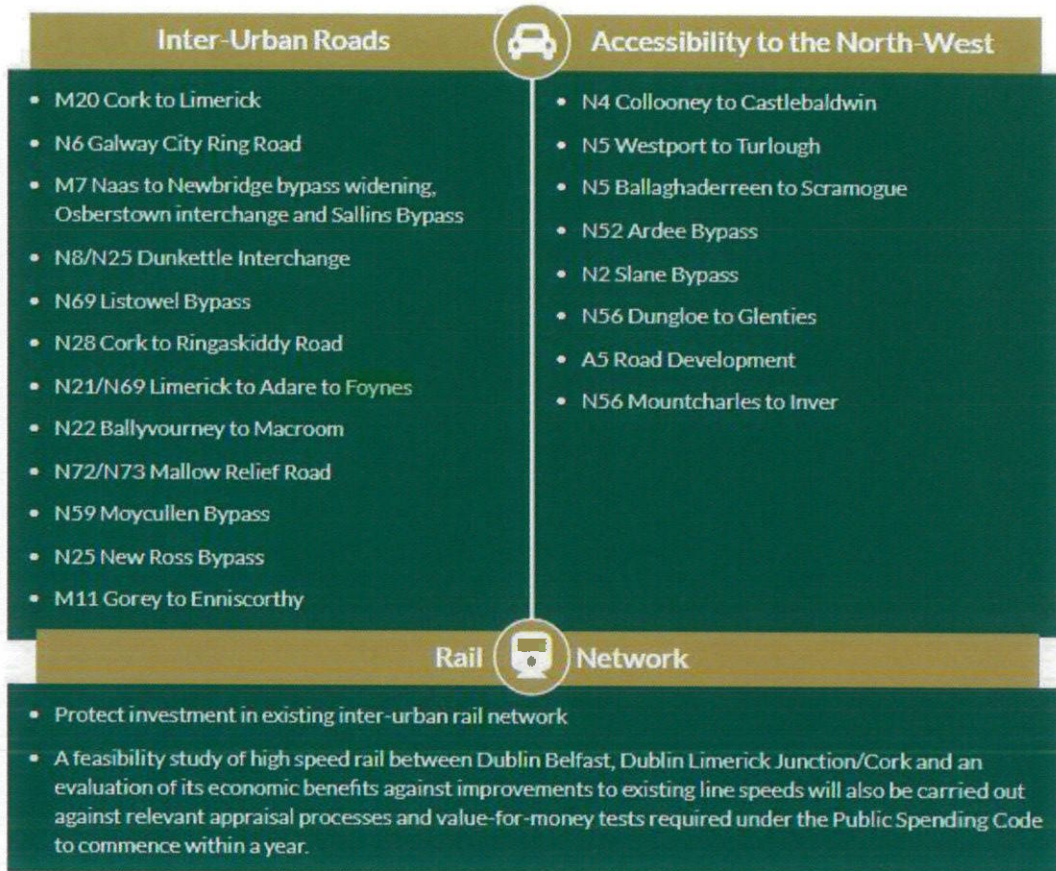 Inter-Urban Roads
• M20 Cork to Limerick
• N6 Galway City Ring Road
• M7 Naas to Newbridge bypass widening,
Osberstown interchange and Sallins Bypass
• N8/N25 Dunkettle Interchange
• N69 Listowel Bypass
• N28 Cork to Ringaskiddy Road
• N21/N69 Limerick to Adare to Foynes
• N22 Ballyvourney to Macroom
• N72/N73 Mallow Relief Road
• N59 Moycullen Bypass
• N25 New Ross Bypass
• M11 Gorey to Enniscorthy
Accessibility to the North-West
• N4 Collooney to Castlebaldwin
• N5 Westport to Turlough
• N5 Ballaghaderreen to Scramogue
• N52 Ardee Bypass
• N2 Slane Bypass
• N56 Dungloe to Glenties
• A5 Road Development
• N56 Mountcharles to Inver
Rail Network
• Protect investment in existing inter-urban rail network
• A feasibility study of high speed rail between Dublin Belfast, Dublin Limerick Junction/Cork and an
evaluation of its economic benefits against improvements to existing line speeds will also be carried out
against relevant appraisal processes and value-for-money tests required under the Public Spending Code
to commence within a year.